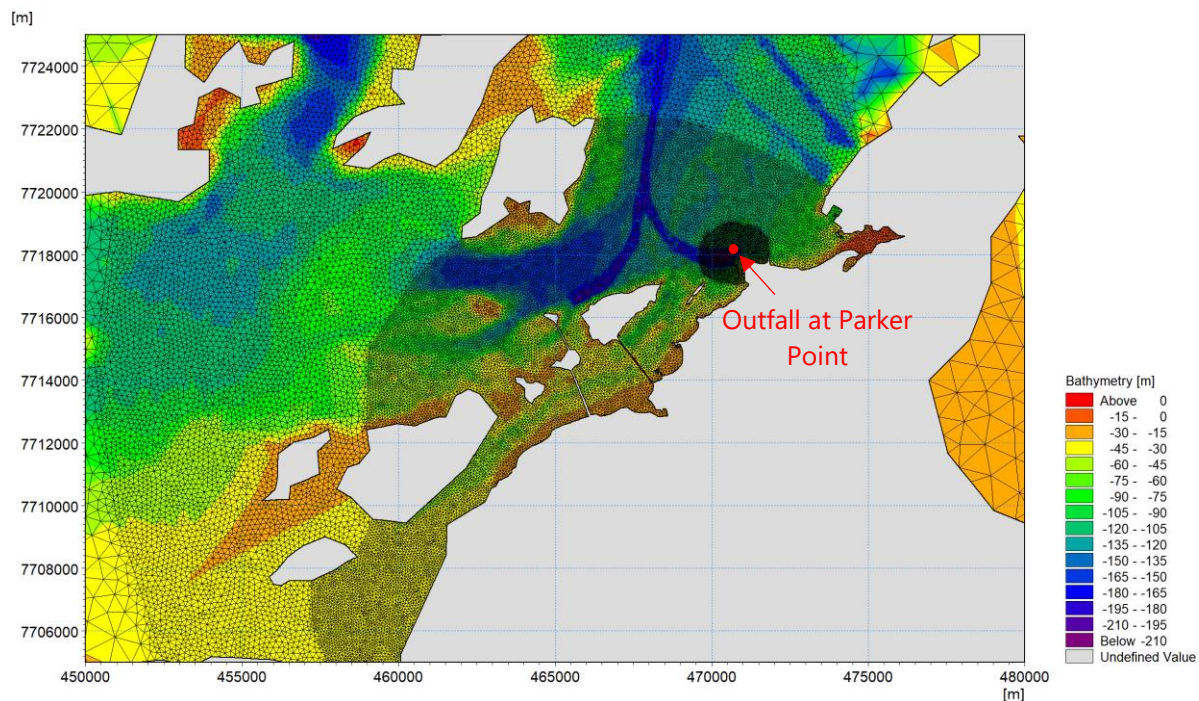 [m]
7724000
7722000
7720000
7718000
7716000
7714000
7712000
7710000
7708000
7706000
450000 455000 460000 465000 470000 475000 480000
[m]
Outfall at Parker
Point
Bathymetry [m]
Above 0
-15 - 0
-30 - -15
-45 - -30
-60 - -45
-75 - -60
-90 - -75
-105 - -90
-120 - -105
-135 - -120
-150 - -135
-165 - -150
-180 - -165
-195 - -180
-210 - -195
Below -210
Undefined Value